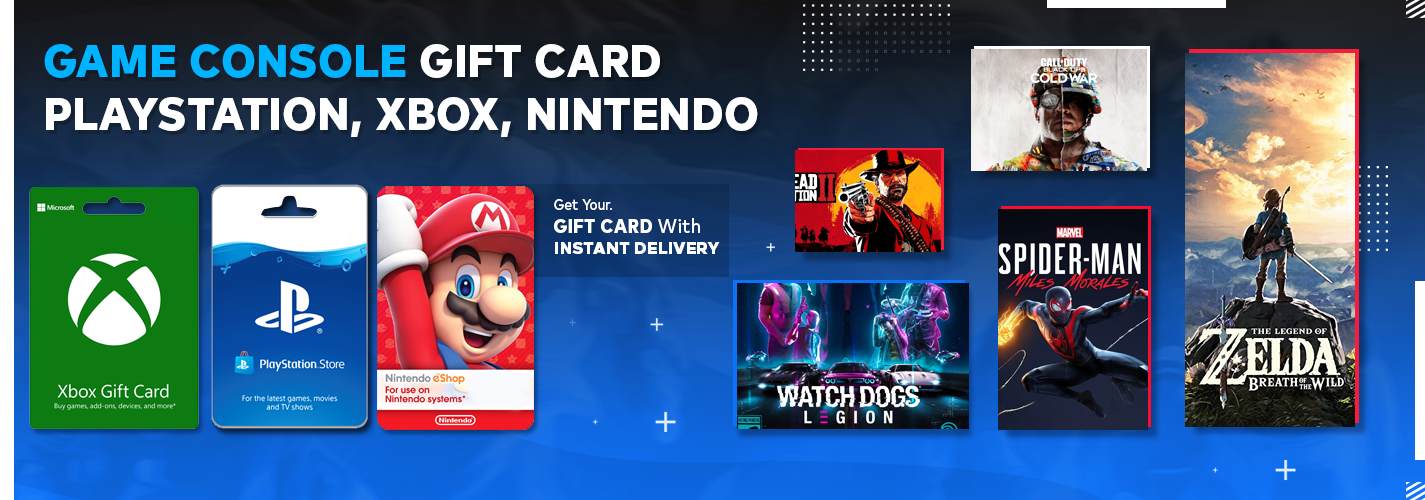 GAME CONSOLE GIFT CARD
PLAYSTATION, XBOX, NINTENDO
Microsoft
Xbox Gift Card
Buy games, add-ons, devices, and more*
PlayStation Store
For the latest games, movies
and TV shows
M
Nintendo eShop
For use on
Nintendo systems*
Nintendo
Get Your.
GIFT CARD With
INSTANT DELIVERY
EAD II
TION
WATCH DOGS
LEGION
CALL OF DUTY
BLACK OPS
COLD WAR
MARVEL
SPIDER-MAN
MILES MORALES
THE LEGEND OF
ZELDA
BREATH OF THE WILD